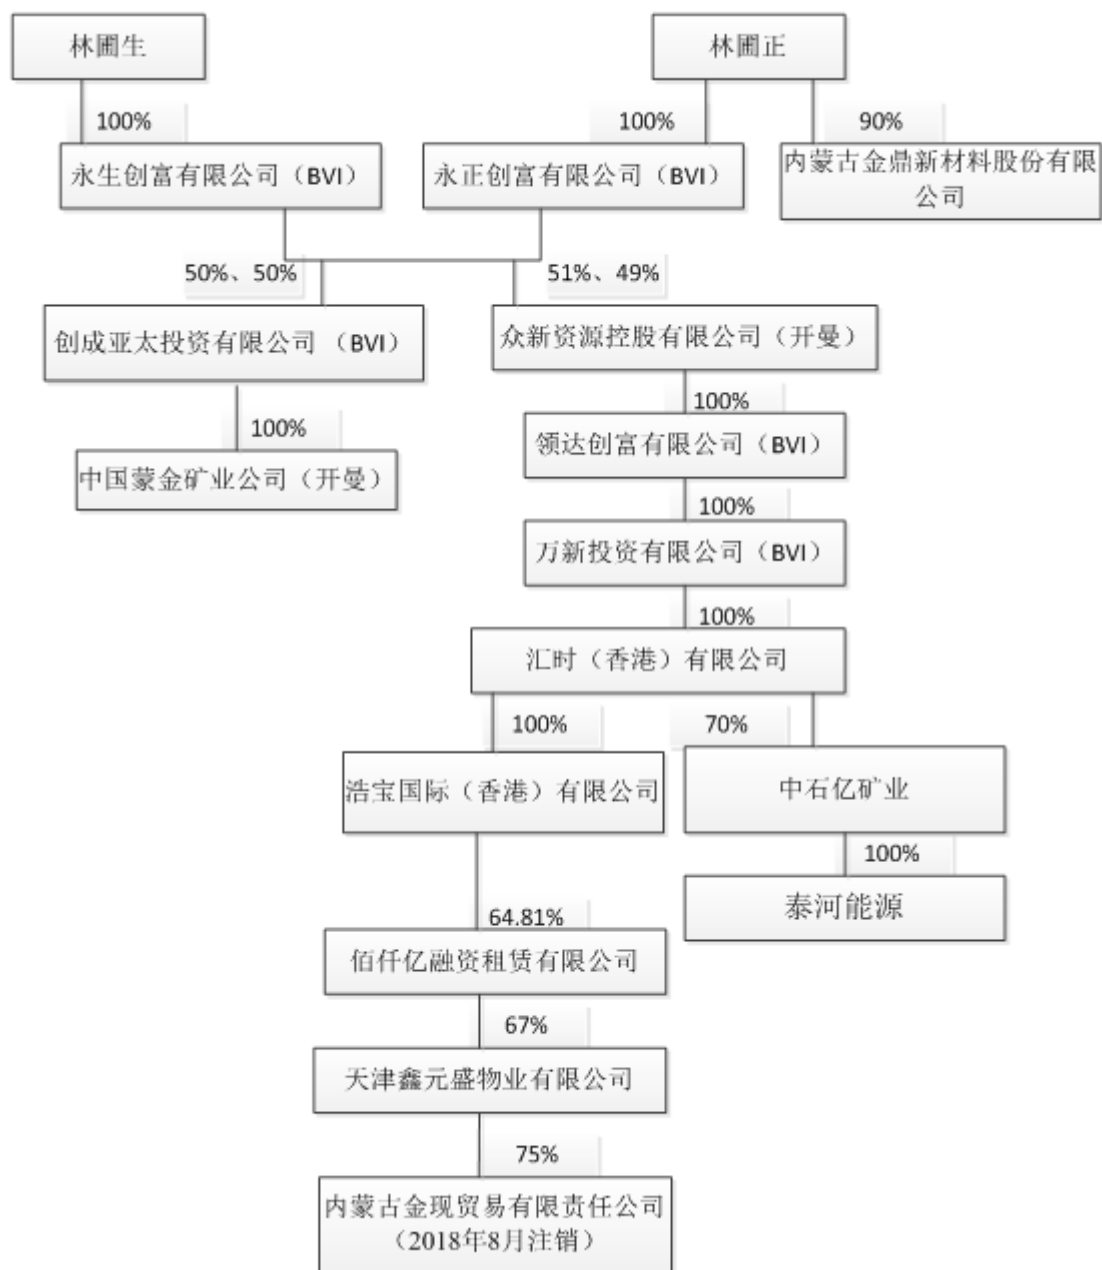 林圃生
林圃正
100%
100%
90%
永生创富有限公司（BVI）
永正创富有限公司（BVI）
内蒙古金鼎新材料股份有限
公司
50%、50%
51%、49%
创成亚太投资有限公司 （BVI）
众新资源控股有限公司（开曼）
100%
100%
领达创富有限公司（BVI）
中国蒙金矿业公司（开曼）
100%
万新投资有限公司（BVI）
100%
汇时（香港）有限公司
100%
70%
浩宝国际（香港）有限公司
中石亿矿业
100%
泰河能源
64.81%
佰仟亿融资租赁有限公司
67%
天津鑫元盛物业有限公司
75%
内蒙古金现贸易有限责任公司
（2018年8月注销）